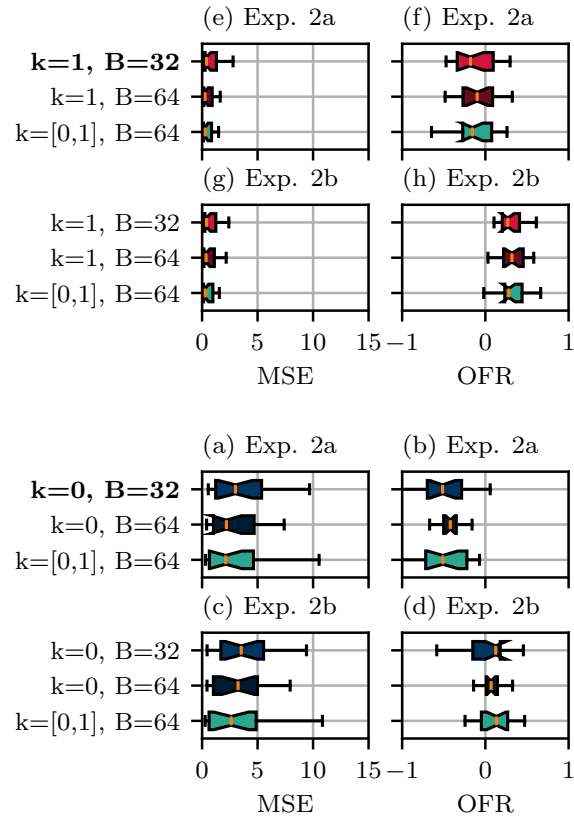 (e) Exp. 2a (f) Exp. 2a
k=1, B=32
k=1, B=64
k=[0,1], B=64
(g) Exp. 2b (h) Exp. 2b
k=1, B=32
k=1, B=64
k=[0,1], B=64
0 5 10 15 −1 0 1
MSE OFR
(a) Exp. 2a (b) Exp. 2a
k=0, B=32
k=0, B=64
k=[0,1], B=64
(c) Exp. 2b (d) Exp. 2b
k=0, B=32
k=0, B=64
k=[0,1], B=64
0 5 10 15 −1 0 1
MSE OFR